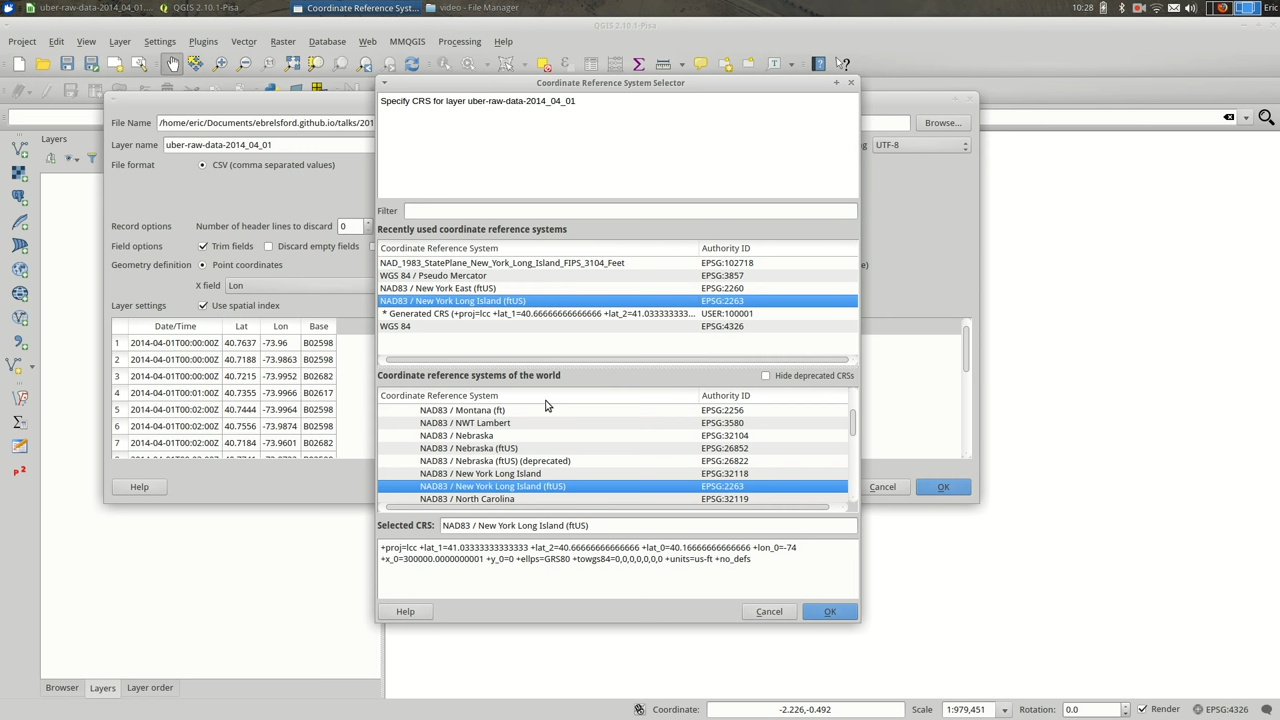 uber-raw-data-2014_04_01....
QGIS 2.10.1-Pisa
Coordinate Reference Syst...
video - File Manager
10:28
Eric
QGIS 2.10.1-Pisa
Project Edit View Layer Settings Plugins Vector Raster Database Web MMQGIS Processing Help
Coordinate Reference System Selector
Specify CRS for layer uber-raw-data-2014_04_01
File Name /home/eric/Documents/ebrelsford.github.io/talks/201
Browse...
Layers
Layer name uber-raw-data-2014_04_01
UTF-8
File format CSV (comma separated values)
Record options Number of header lines to discard 0
Field options Trim fields Discard empty fields
Geometry definition Point coordinates
X field Lon
Layer settings Use spatial index
Date/Time Lat Lon Base
1 2014-04-01T00:00:00Z 40.7637 -73.96 B02598
2 2014-04-01T00:00:00Z 40.7188 -73.9863 B02598
3 2014-04-01T00:00:00Z 40.7215 -73.9952 B02682
4 2014-04-01T00:01:00Z 40.7355 -73.9966 B02617
5 2014-04-01T00:02:00Z 40.7444 -73.9964 B02598
6 2014-04-01T00:02:00Z 40.7556 -73.9874 B02598
7 2014-04-01T00:02:00Z 40.7184 -73.9601 B02682
Help
Cancel
OK
Filter
Recently used coordinate reference systems
Coordinate Reference System Authority ID
NAD_1983_StatePlane_New_York_Long_Island_FIPS_3104_Feet EPSG:102718
WGS 84 / Pseudo Mercator EPSG:3857
NAD83 / New York East (ftUS) EPSG:2260
NAD83 / New York Long Island (ftUS) EPSG:2263
* Generated CRS (+proj=lcc +lat_1=40.66666666666666 +lat_2=41.033333333... USER:100001
WGS 84 EPSG:4326
Coordinate reference systems of the world
Hide deprecated CRSs
Coordinate Reference System Authority ID
NAD83 / Montana (ft) EPSG:2256
NAD83 / NWT Lambert EPSG:3580
NAD83 / Nebraska EPSG:32104
NAD83 / Nebraska (ftUS) EPSG:26852
NAD83 / Nebraska (ftUS) (deprecated) EPSG:26822
NAD83 / New York Long Island EPSG:32118
NAD83 / New York Long Island (ftUS) EPSG:2263
NAD83 / North Carolina EPSG:32119
Selected CRS: NAD83 / New York Long Island (ftUS)
+proj=lcc +lat_1=41.03333333333333 +lat_2=40.66666666666666 +lat_0=40.16666666666666 +lon_0=-74
+x_0=300000.0000000001 +y_0=0 +ellps=GRS80 +towgs84=0,0,0,0,0,0,0 +units=us-ft +no_defs
Help
Cancel
OK
Browser Layers Layer order
Coordinate: -2.226,-0.492 Scale 1:979,451 Rotation: 0.0 Render EPSG:4326